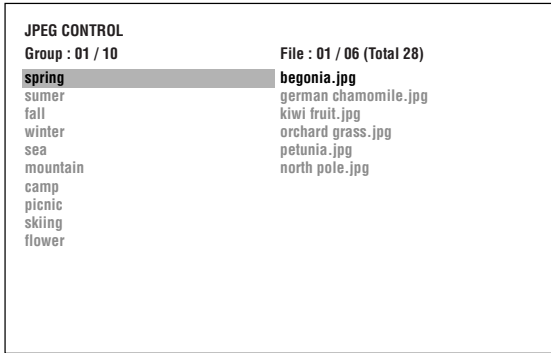 JPEG CONTROL
Group : 01 / 10
File : 01 / 06 (Total 28)
spring
sumer
fall
winter
sea
mountain
camp
picnic
skiing
flower
begonia.jpg
german chamomile.jpg
kiwi fruit.jpg
orchard grass.jpg
petunia.jpg
north pole.jpg